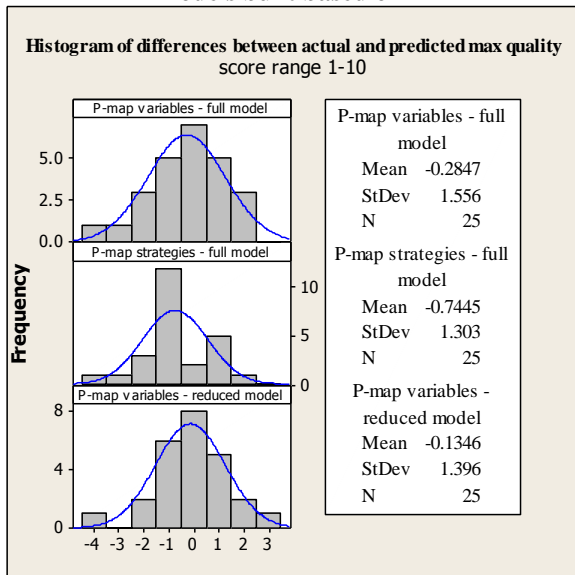 Histogram of differences between actual and predicted max quality
score range 1-10
P-map variables - full model
5.0
2.5
0.0
P-map strategies - full model
10
5
0
P-map variables - reduced model
8
4
0
-4 -3 -2 -1 0 1 2 3
Frequency
P-map variables - full
model
Mean -0.2847
StDev 1.556
N 25
P-map strategies - full
model
Mean -0.7445
StDev 1.303
N 25
P-map variables -
reduced model
Mean -0.1346
StDev 1.396
N 25